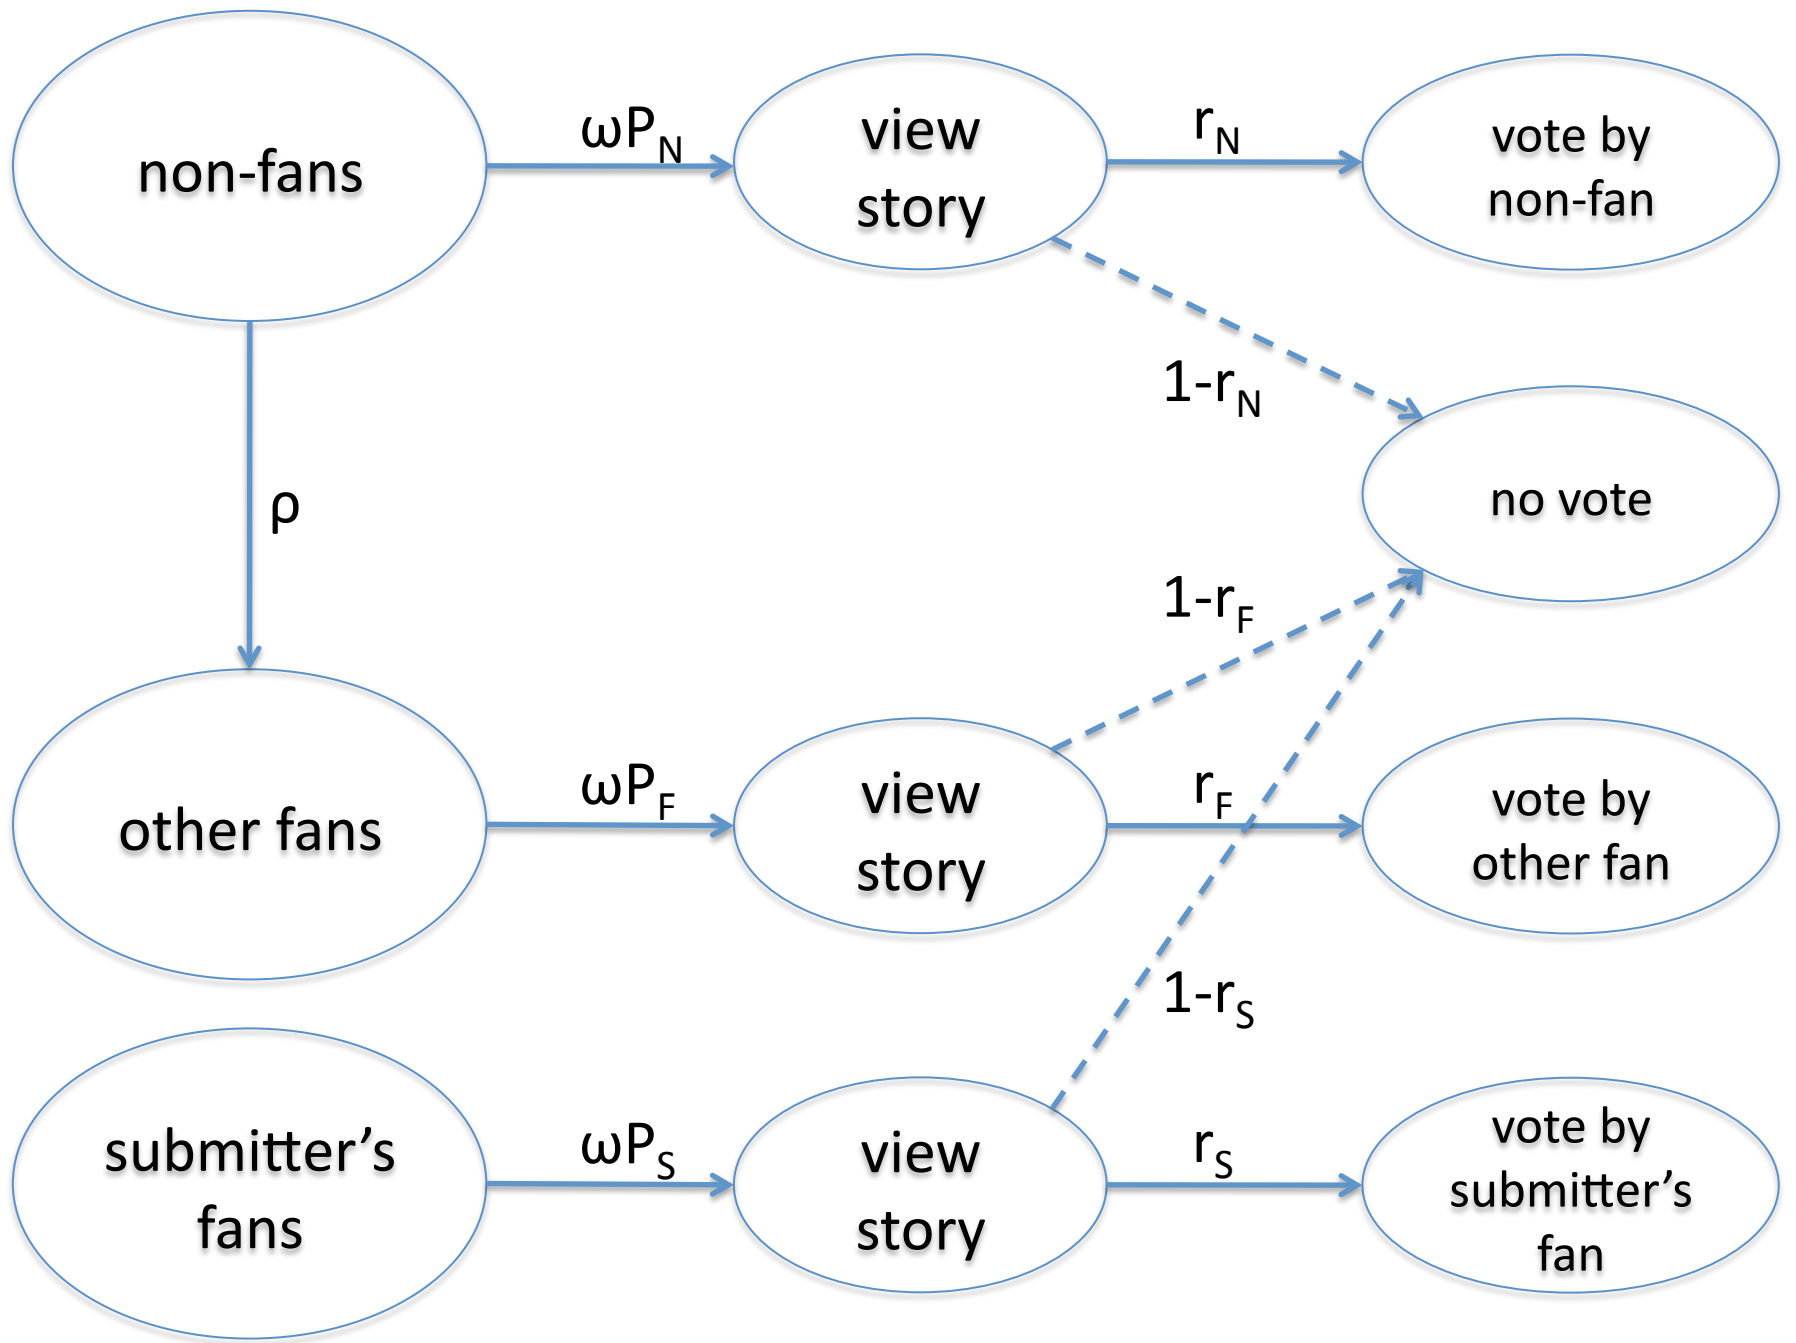 non-fans
ωP_N
view
story
r_N
vote by
non-fan
1-r_N
no vote
ρ
1-r_F
other fans
ωP_F
view
story
r_F
vote by
other fan
1-r_S
submitter’s
fans
ωP_S
view
story
r_S
vote by
submitter’s
fan